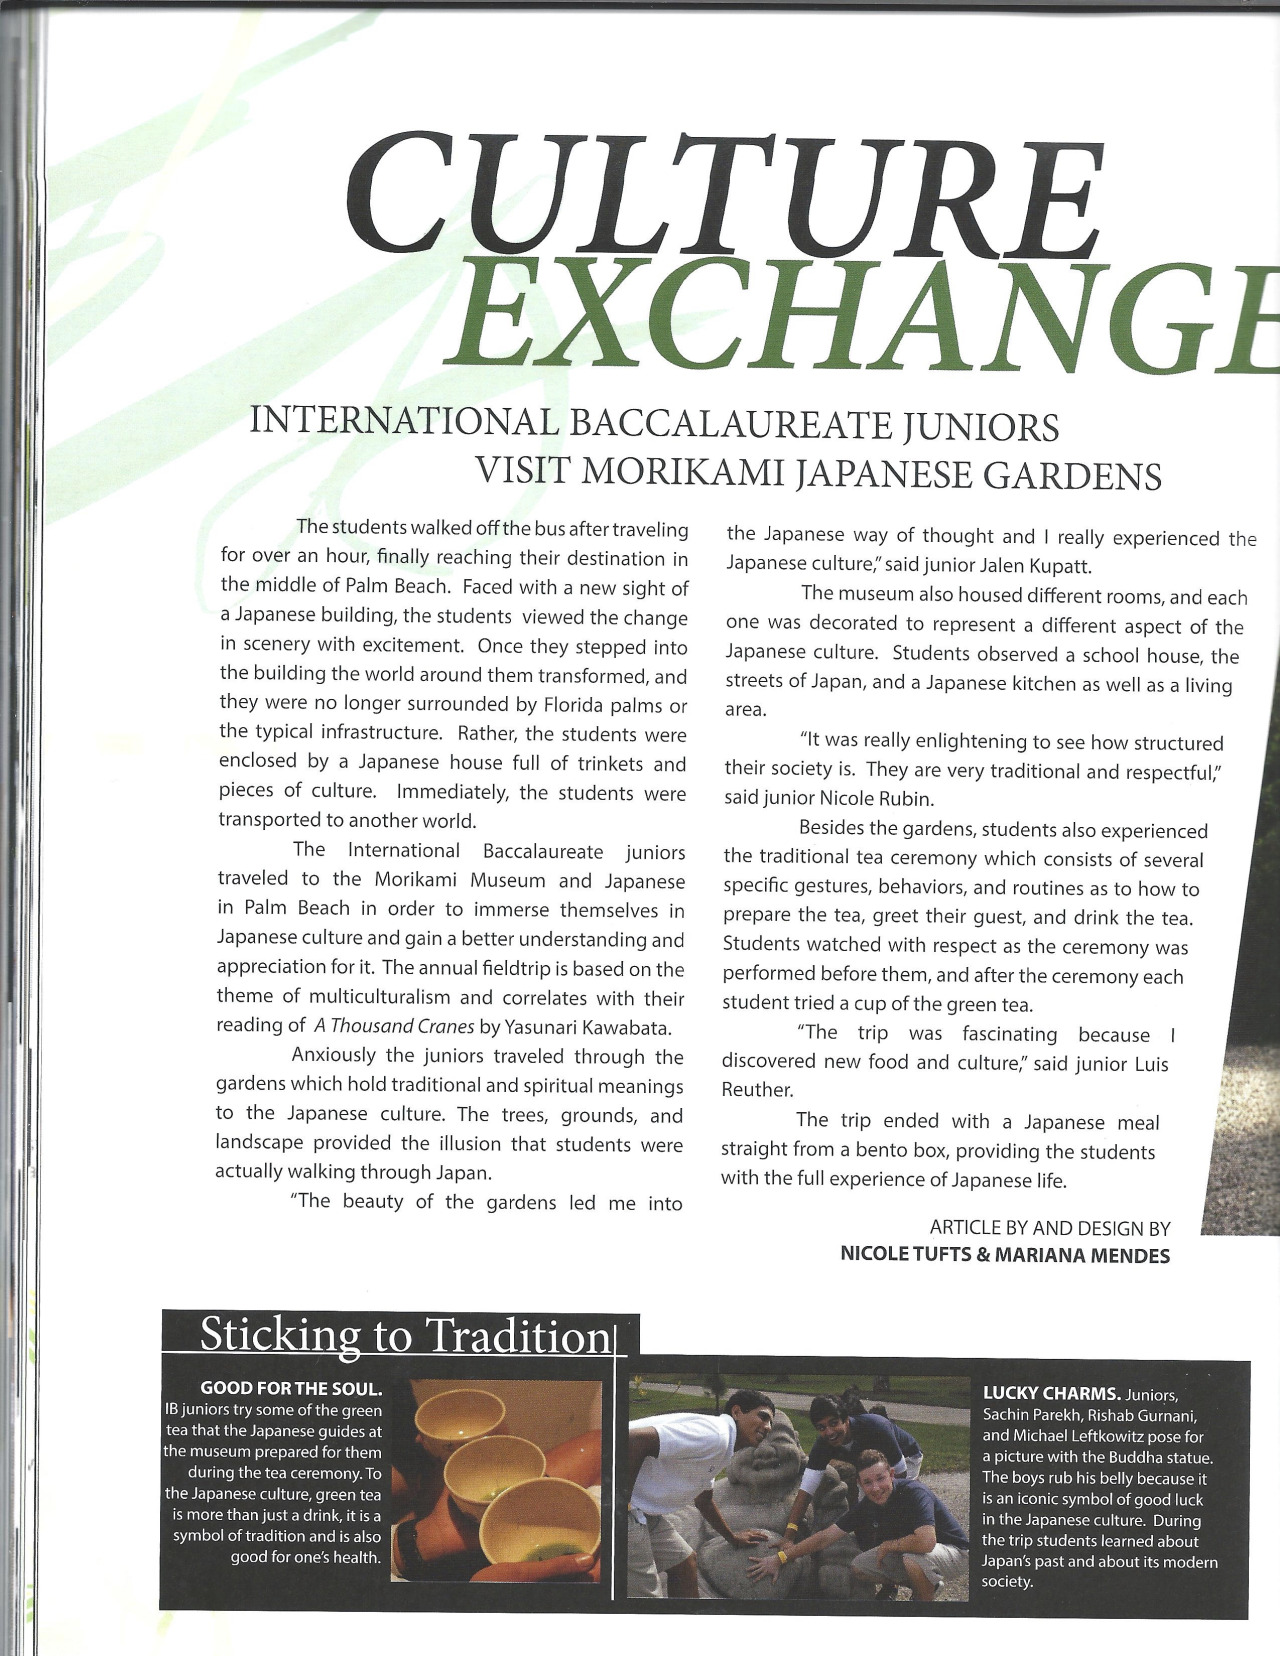 CULTURE
EXCHANGE
INTERNATIONAL BACCALAUREATE JUNIORS
VISIT MORIKAMI JAPANESE GARDENS
The students walked off the bus after traveling
for over an hour, finally reaching their destination in
the middle of Palm Beach. Faced with a new sight of
a Japanese building, the students viewed the change
in scenery with excitement. Once they stepped into
the building the world around them transformed, and
they were no longer surrounded by Florida palms or
the typical infrastructure. Rather, the students were
enclosed by a Japanese house full of trinkets and
pieces of culture. Immediately, the students were
transported to another world.
The International Baccalaureate juniors
traveled to the Morikami Museum and Japanese
in Palm Beach in order to immerse themselves in
Japanese culture and gain a better understanding and
appreciation for it. The annual fieldtrip is based on the
theme of multiculturalism and correlates with their
reading of A Thousand Cranes by Yasunari Kawabata.
Anxiously the juniors traveled through the
gardens which hold traditional and spiritual meanings
to the Japanese culture. The trees, grounds, and
landscape provided the illusion that students were
actually walking through Japan.
"The beauty of the gardens led me into
the Japanese way of thought and I really experienced the
Japanese culture," said junior Jalen Kupatt.
The museum also housed different rooms, and each
one was decorated to represent a different aspect of the
Japanese culture. Students observed a school house, the
streets of Japan, and a Japanese kitchen as well as a living
area.
"It was really enlightening to see how structured
their society is. They are very traditional and respectful,"
said junior Nicole Rubin.
Besides the gardens, students also experienced
the traditional tea ceremony which consists of several
specific gestures, behaviors, and routines as to how to
prepare the tea, greet their guest, and drink the tea.
Students watched with respect as the ceremony was
performed before them, and after the ceremony each
student tried a cup of the green tea.
"The trip was fascinating because I
discovered new food and culture," said junior Luis
Reuther.
The trip ended with a Japanese meal
straight from a bento box, providing the students
with the full experience of Japanese life.
ARTICLE BY AND DESIGN BY
NICOLE TUFTS & MARIANA MENDES
Sticking to Tradition
GOOD FOR THE SOUL.
IB juniors try some of the green
tea that the Japanese guides at
the museum prepared for them
during the tea ceremony. To
the Japanese culture, green tea
is more than just a drink, it is a
symbol of tradition and is also
good for one's health.
LUCKY CHARMS. Juniors,
Sachin Parekh, Rishab Gurnani,
and Michael Leftkowitz pose for
a picture with the Buddha statue.
The boys rub his belly because it
is an iconic symbol of good luck
in the Japanese culture. During
the trip students learned about
Japan's past and about its modern
society.